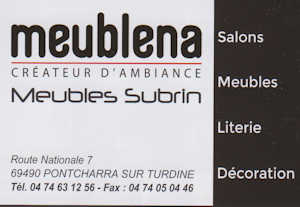 meublena
CRÉATEUR D'AMBIANCE
Meubles Subrin
Route Nationale 7
69490 PONTCHARRA SUR TURDINE
Tél. 04 74 63 12 56 - Fax : 04 74 05 04 46
Salons
Meubles
Literie
Décoration